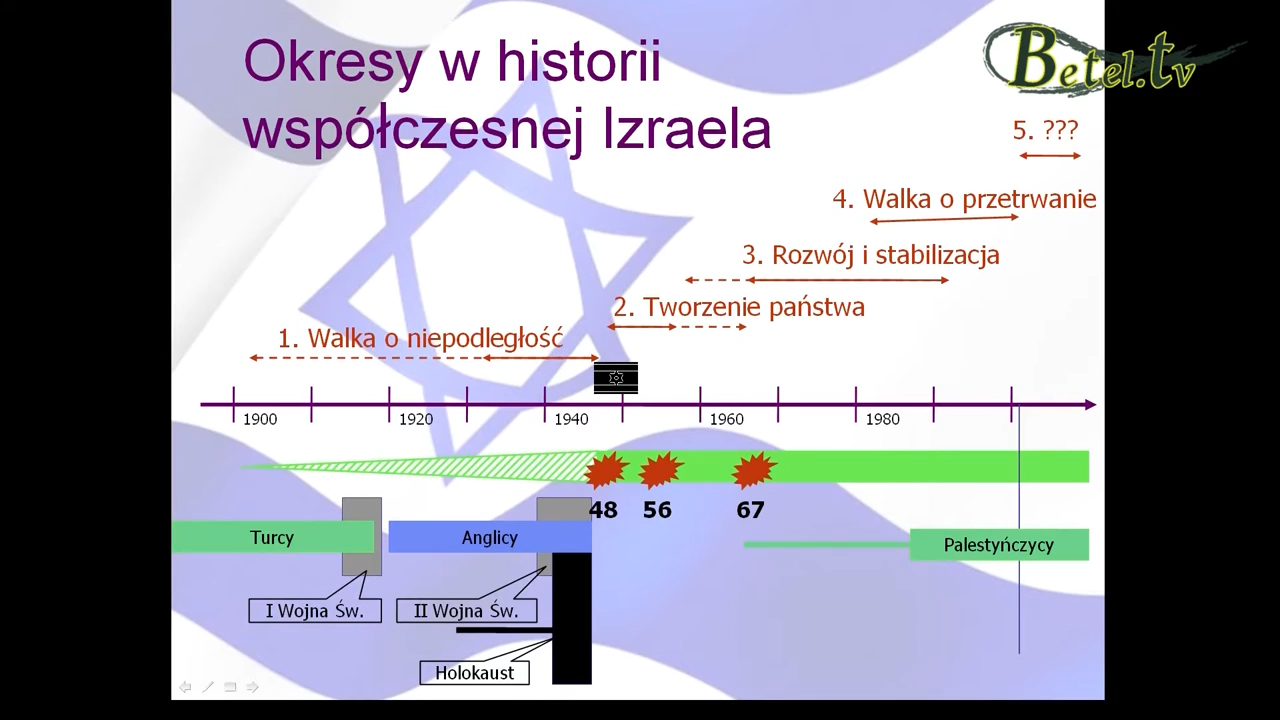 Okresy w historii
współczesnej Izraela
Betel.tv
5. ???
4. Walka o przetrwanie
3. Rozwój i stabilizacja
2. Tworzenie państwa
1. Walka o niepodległość
1900 1920 1940 1960 1980
48 56 67
Turcy Anglicy Palestyńczycy
I Wojna Św. II Wojna Św.
Holokaust